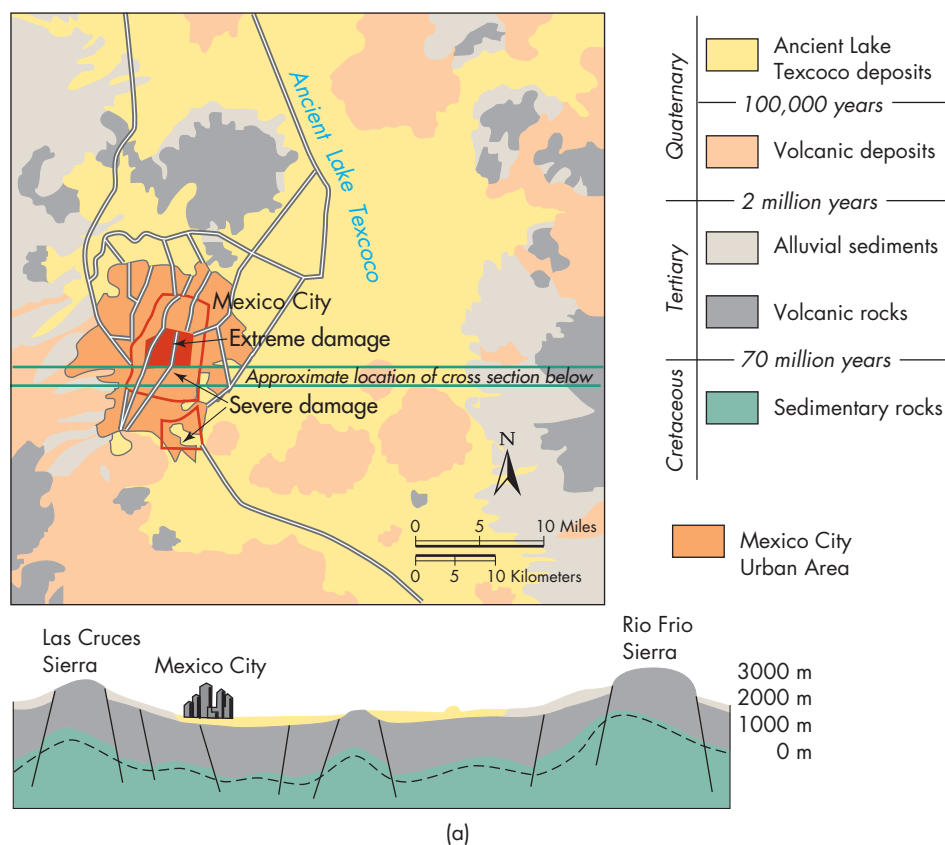 Ancient Lake Texcoco
Mexico City
Extreme damage
Approximate location of cross section below
Severe damage
N
0 5 10 Miles
0 5 10 Kilometers
Quaternary
Ancient Lake
Texcoco deposits
100,000 years
Volcanic deposits
2 million years
Tertiary
Alluvial sediments
Volcanic rocks
70 million years
Cretaceous
Sedimentary rocks
Mexico City
Urban Area
Las Cruces
Sierra
Mexico City
Rio Frio
Sierra
3000 m
2000 m
1000 m
0 m
(a)